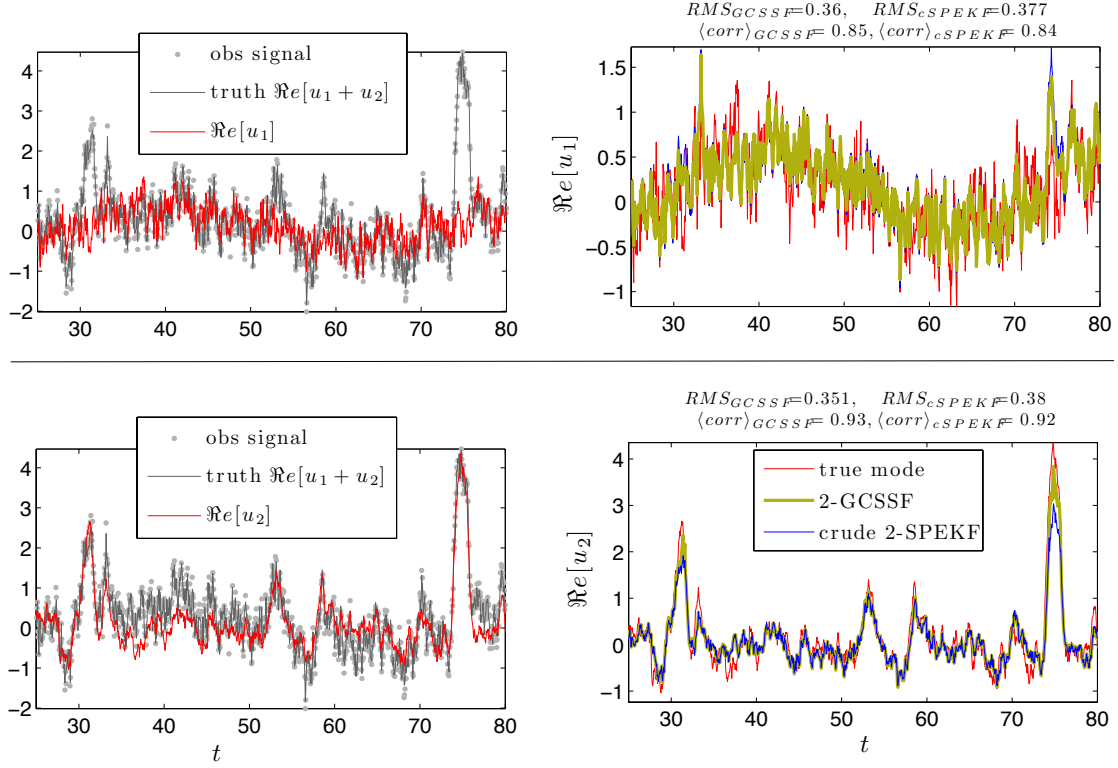 obs signal
truth ℜe[u₁ + u₂]
ℜe[u₁]
4
3
2
1
0
−1
−2
30 40 50 60 70 80
RMS_GCSSF=0.36, RMS_cSPEKF=0.377
⟨corr⟩_GCSSF= 0.85, ⟨corr⟩_cSPEKF= 0.84
ℜe[u₁]
1.5
1
0.5
0
−0.5
−1
30 40 50 60 70 80
obs signal
truth ℜe[u₁ + u₂]
ℜe[u₂]
4
3
2
1
0
−1
−2
30 40 50 60 70 80
t
RMS_GCSSF=0.351, RMS_cSPEKF=0.38
⟨corr⟩_GCSSF= 0.93, ⟨corr⟩_cSPEKF= 0.92
true mode
2-GCSSF
crude 2-SPEKF
ℜe[u₂]
4
3
2
1
0
−1
30 40 50 60 70 80
t